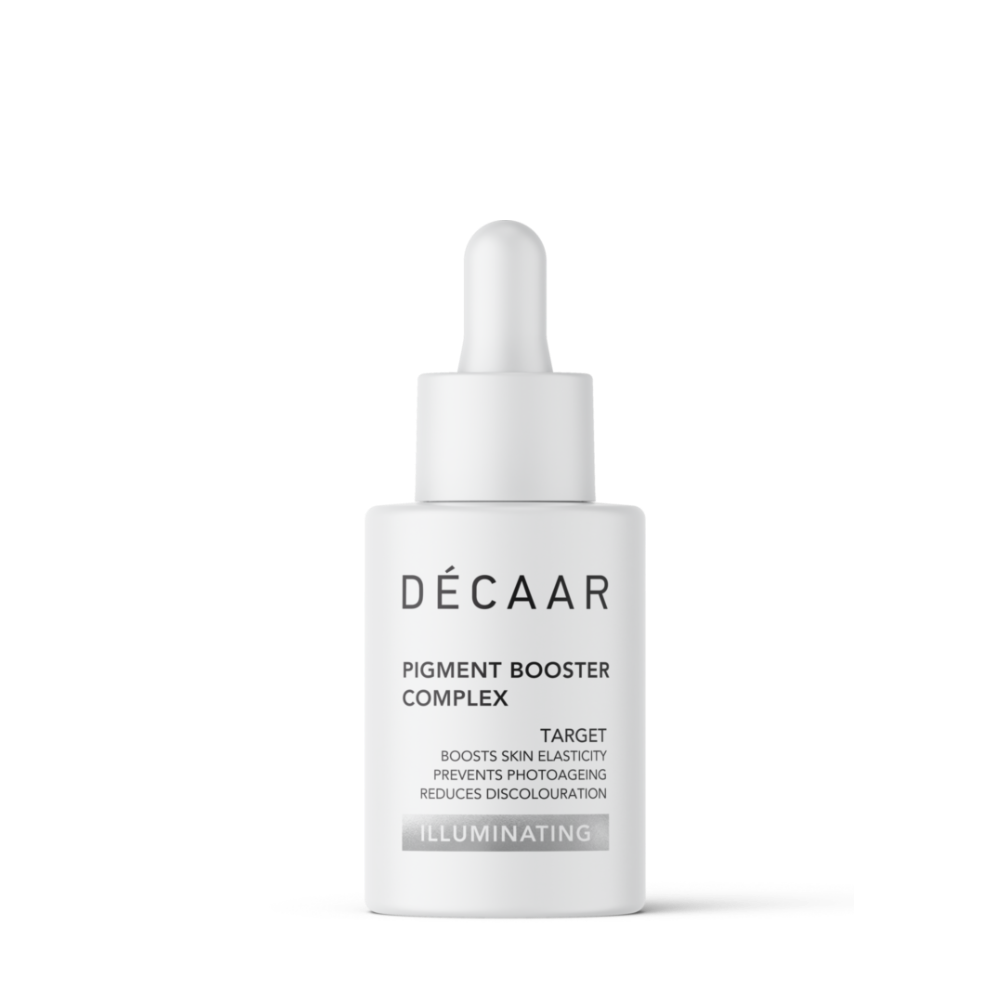 DÉCAAR
PIGMENT BOOSTER
COMPLEX
TARGET
BOOSTS SKIN ELASTICITY
PREVENTS PHOTOAGEING
REDUCES DISCOLOURATION
ILLUMINATING